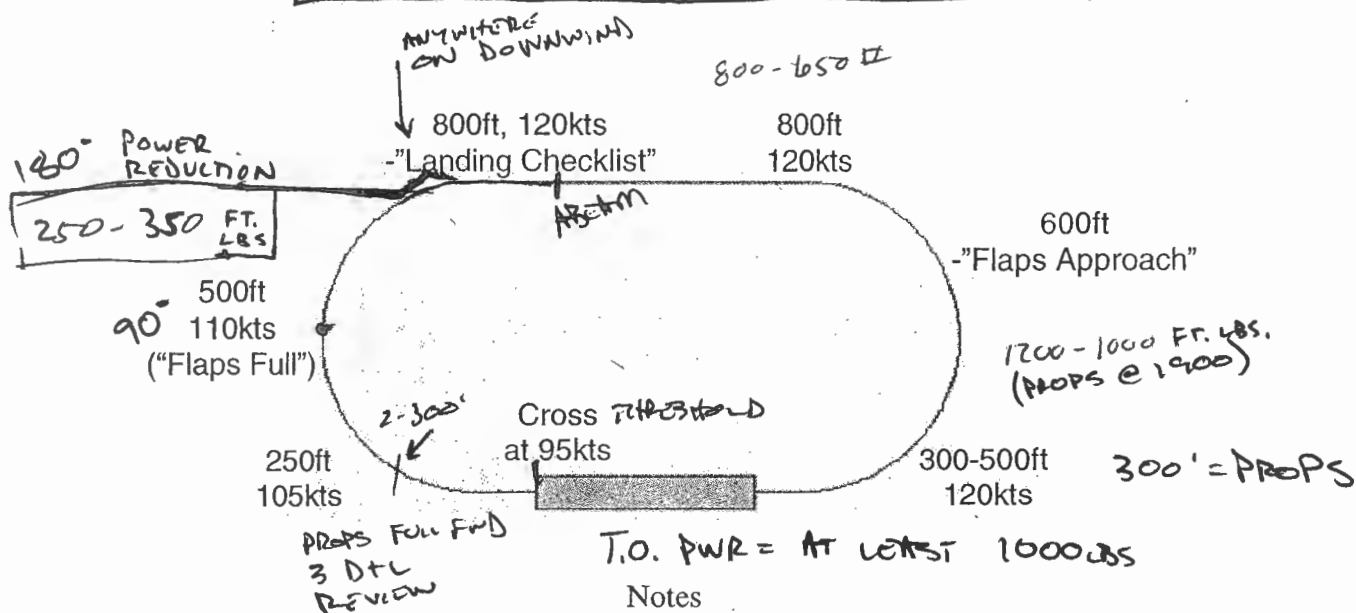 ANYWHERE
ON DOWNWIND
800-650
800ft, 120kts
-"Landing Checklist"
800ft
120kts
180° POWER
REDUCTION
250 - 350 FT.
LBS
ABEAM
600ft
-"Flaps Approach"
500ft
90° 110kts
("Flaps Full")
1200-1000 FT. LBS.
(PROPS @ 1900)
2-300'
Cross THRESHOLD
at 95kts
250ft
105kts
300-500ft
120kts
300' = PROPS
PROPS FULL FWD
3 D+L
REVIEW
T.O. PWR = AT LEAST 1000LBS
Notes